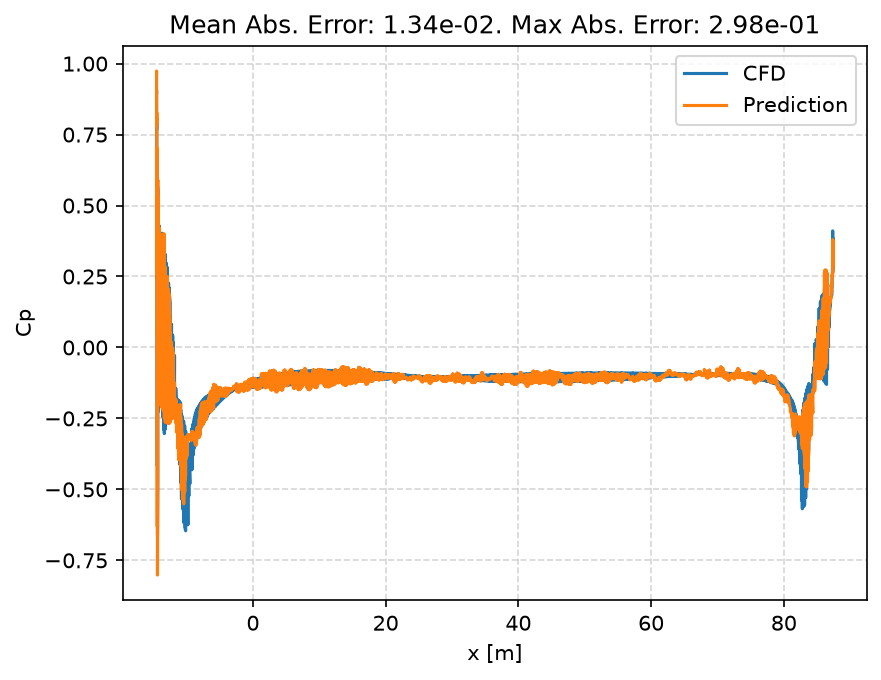 Mean Abs. Error: 1.34e-02. Max Abs. Error: 2.98e-01
CFD
Prediction
1.00
0.75
0.50
0.25
0.00
−0.25
−0.50
−0.75
Cp
0
20
40
60
80
x [m]